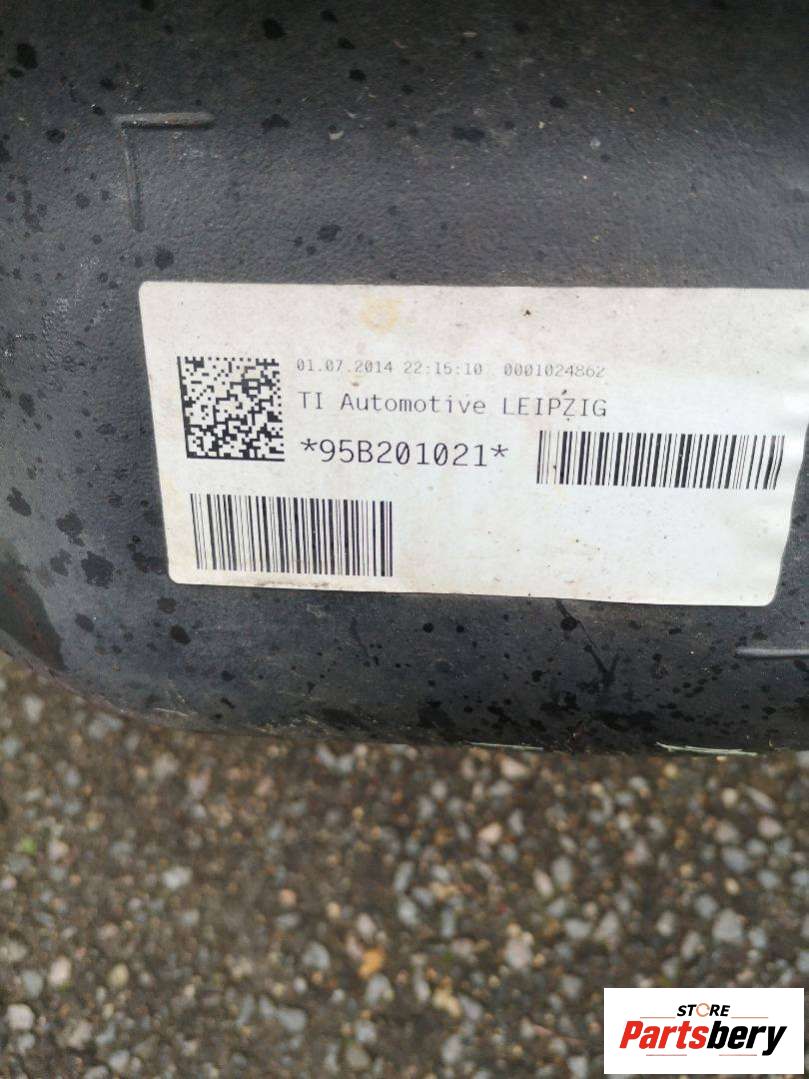 01.07.2014 22:15:10 0001024862
TI Automotive LEIPZIG
*95B201021*
STORE
Partsbery